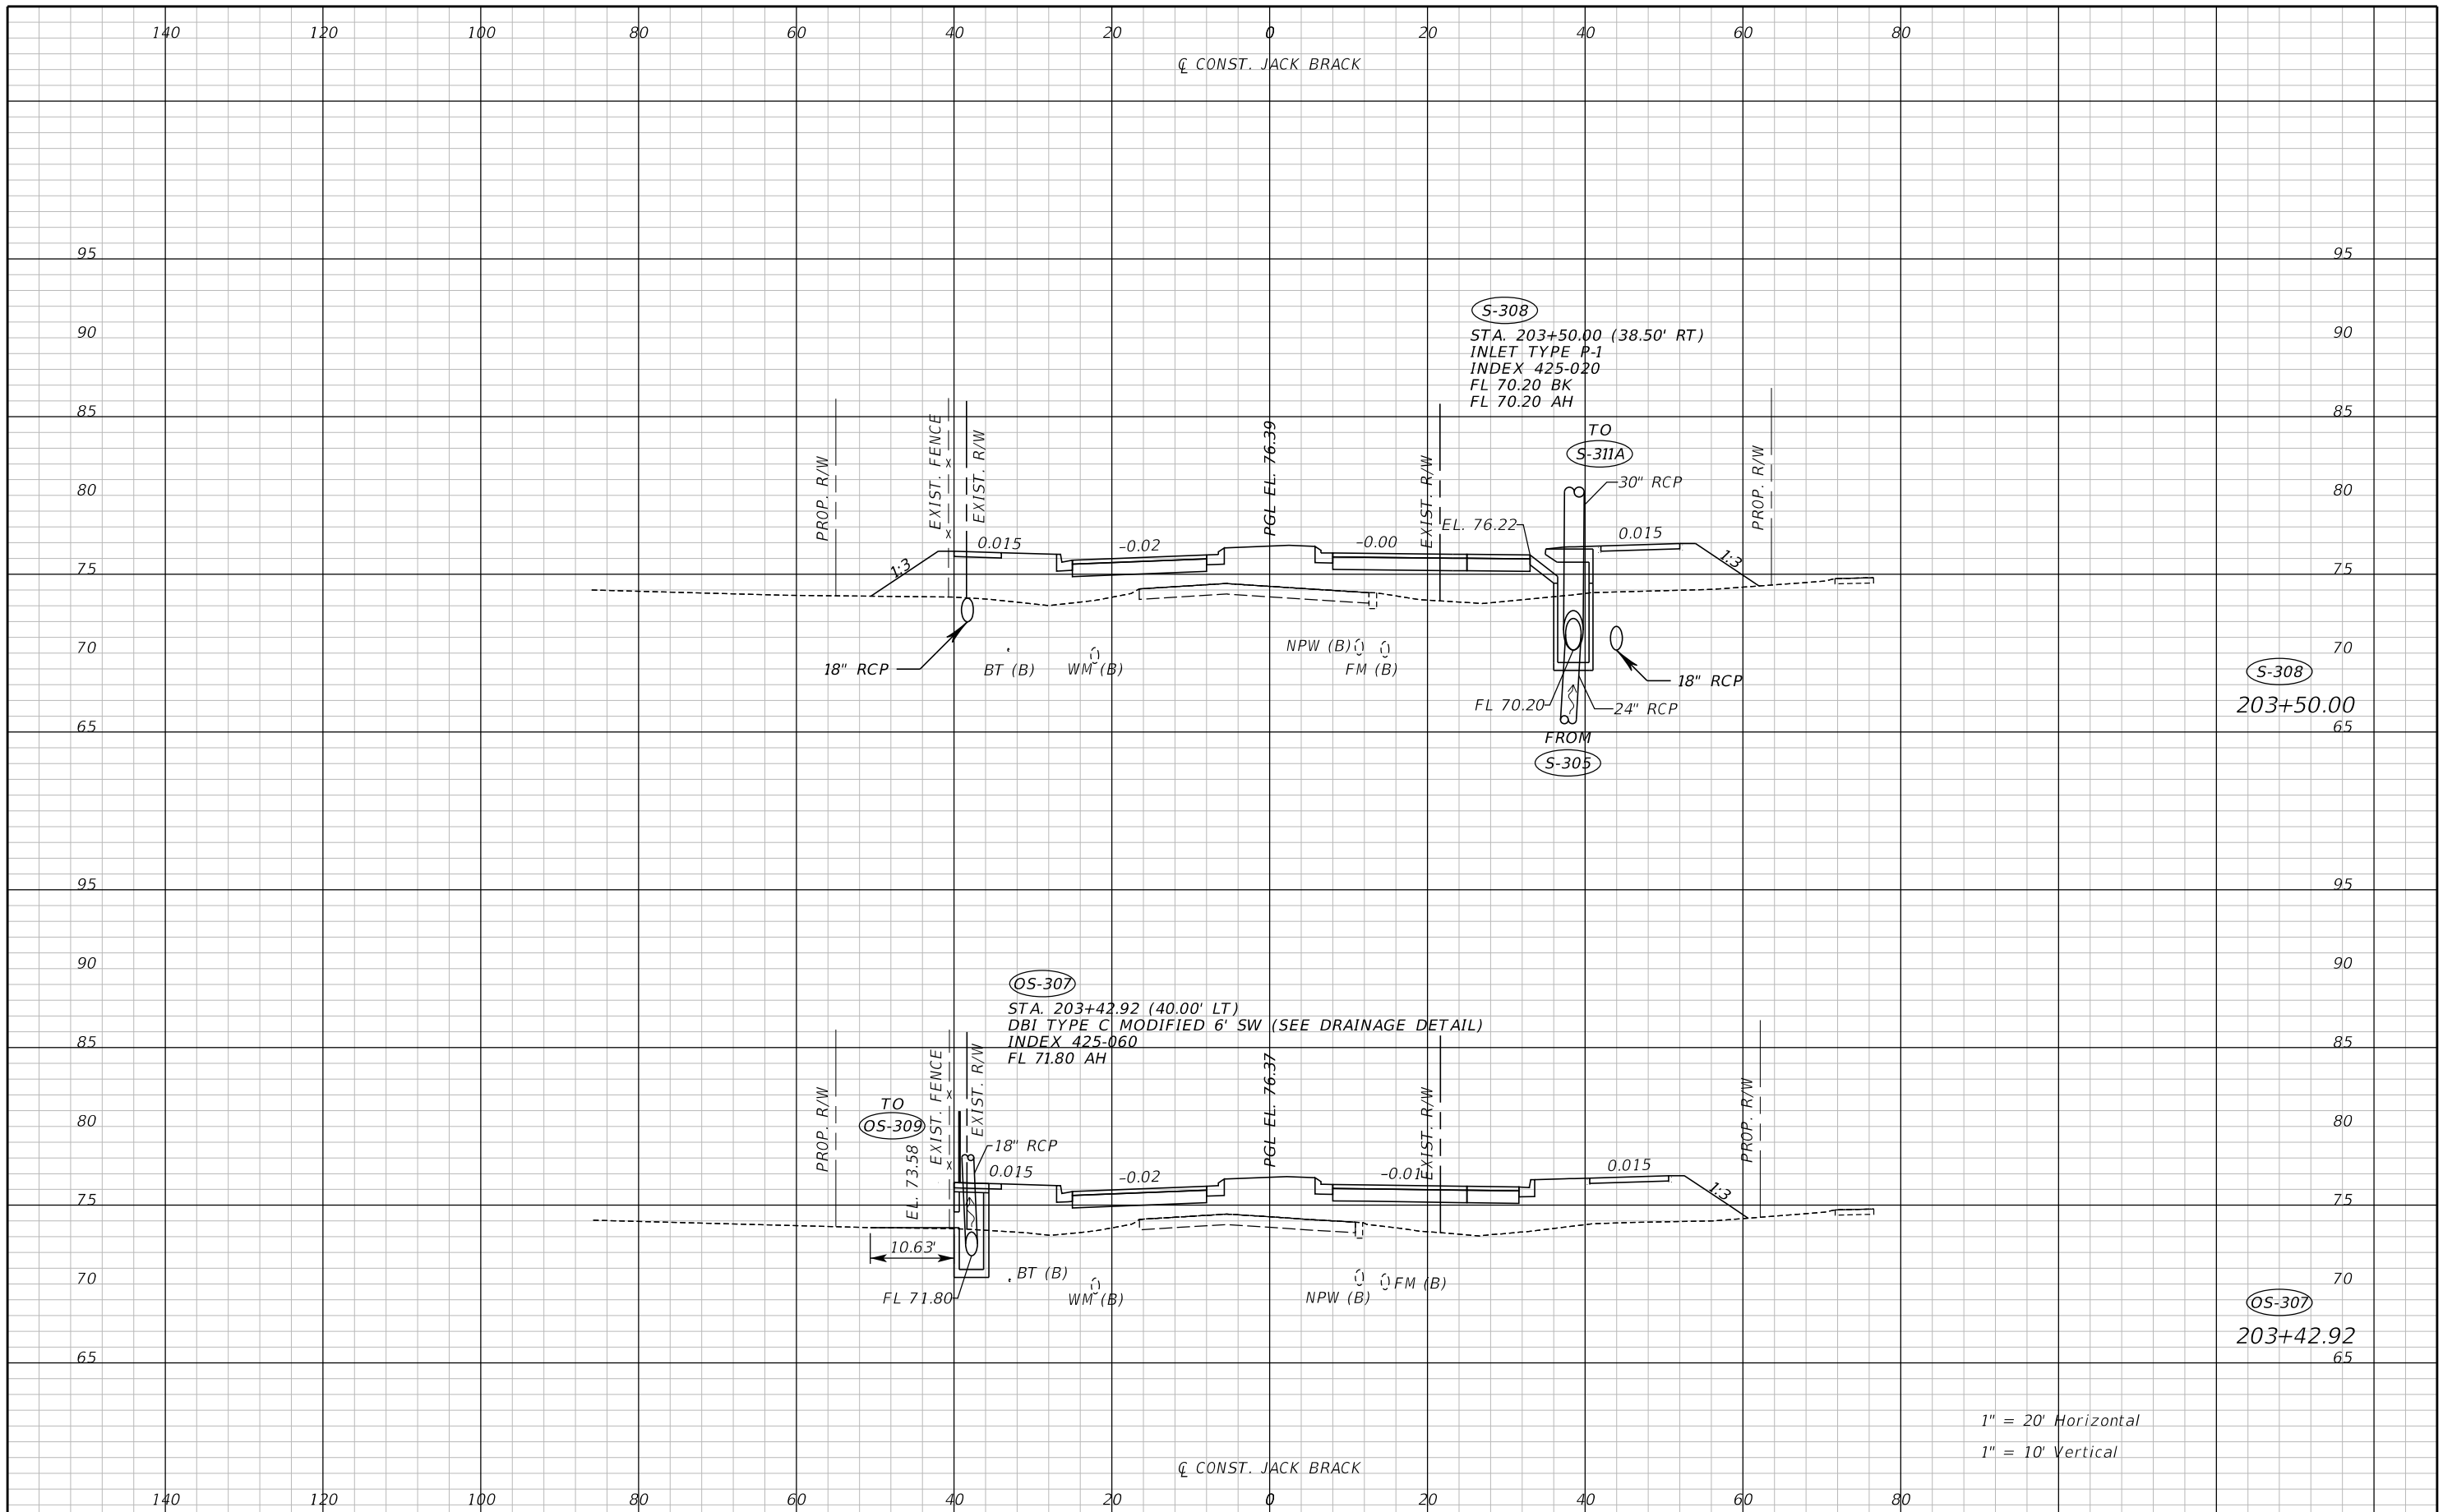 140 120 100 80 60 40 20 0 20 40 60 80
℄ CONST. JACK BRACK
95 95
90 90
85 85
80 80
75 75
70 70
65 65
S-308
STA. 203+50.00 (38.50' RT)
INLET TYPE P-1
INDEX 425-020
FL 70.20 BK
FL 70.20 AH
TO
S-311A
30" RCP
PROP. R/W
EXIST. FENCE
X
X
EXIST. R/W
PGL EL. 76.39
EXIST. R/W
EL. 76.22
PROP. R/W
1:3
0.015
-0.02
-0.00
0.015
1:3
18" RCP
BT (B)
WM (B)
NPW (B)
FM (B)
18" RCP
FL 70.20
24" RCP
FROM
S-305
S-308
203+50.00
95 95
90 90
85 85
80 80
75 75
70 70
65 65
OS-307
STA. 203+42.92 (40.00' LT)
DBI TYPE C MODIFIED 6' SW (SEE DRAINAGE DETAIL)
INDEX 425-060
FL 71.80 AH
PROP. R/W
TO
OS-309
EL. 73.58
EXIST. FENCE
X
X
EXIST. R/W
18" RCP
PGL EL. 76.37
EXIST. R/W
PROP. R/W
0.015
-0.02
-0.01
0.015
1:3
10.63'
FL 71.80
BT (B)
WM (B)
NPW (B)
FM (B)
OS-307
203+42.92
1" = 20' Horizontal
1" = 10' Vertical
℄ CONST. JACK BRACK
140 120 100 80 60 40 20 0 20 40 60 80